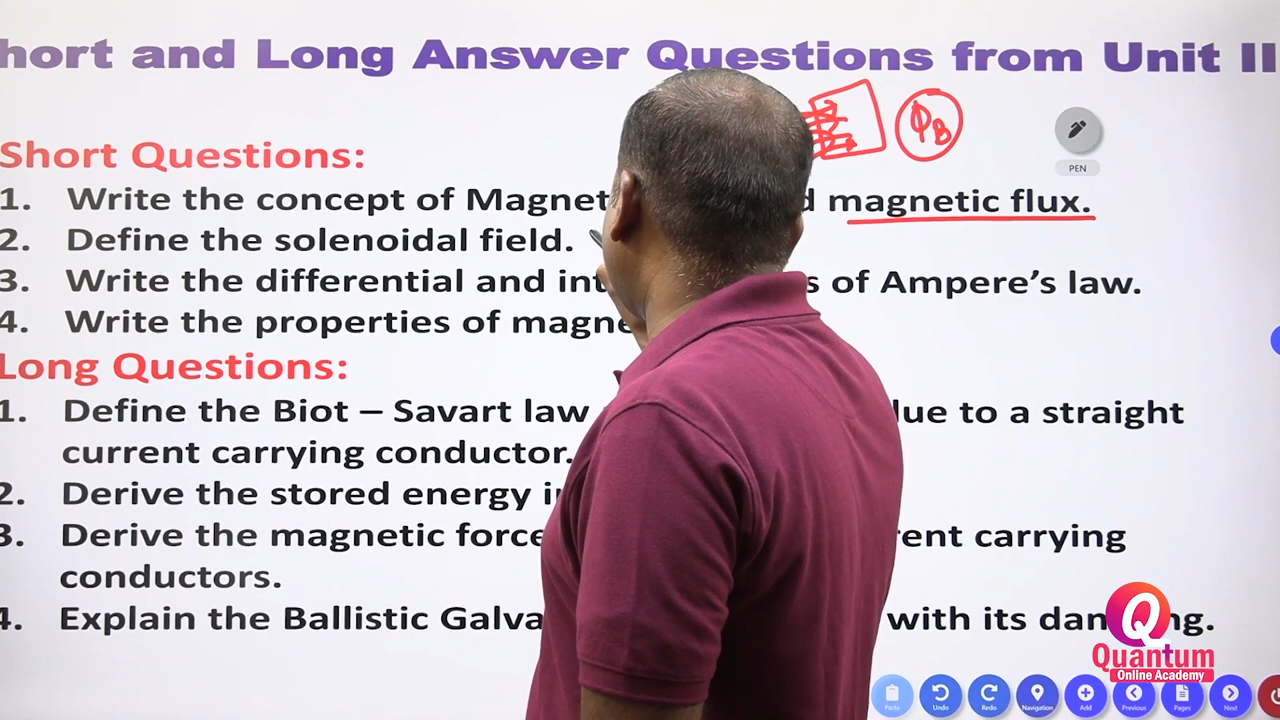 hort and Long Answer Questions from Unit II
ΦB
PEN
Short Questions:
1. Write the concept of Magnet d magnetic flux.
2. Define the solenoidal field.
3. Write the differential and int s of Ampere's law.
4. Write the properties of magne
Long Questions:
1. Define the Biot – Savart law lue to a straight
current carrying conductor.
2. Derive the stored energy i
3. Derive the magnetic force rent carrying
conductors.
4. Explain the Ballistic Galva with its dam ng.
Q
Quantum
Online Academy
Paste Undo Redo Navigation Add Previous Pages Next